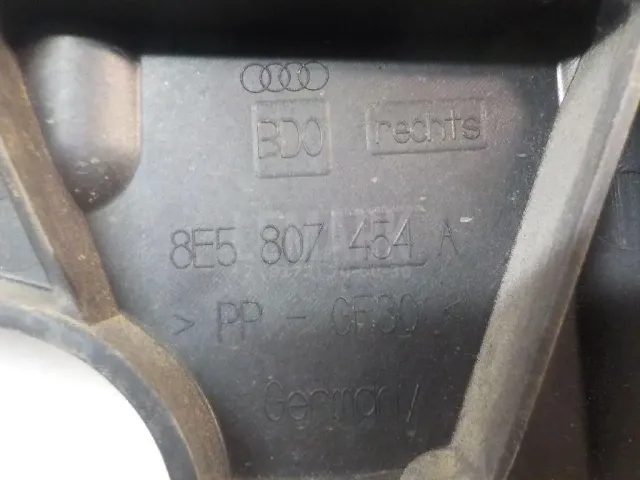 BDO rechts
8E5 807 454 A
> PP - GF30 <
Germany